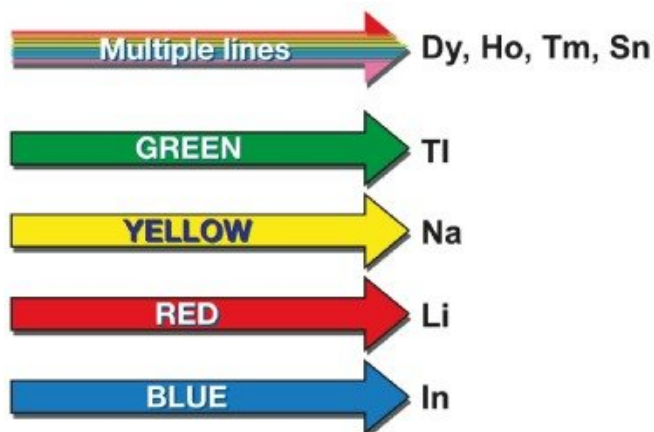 Multiple lines Dy, Ho, Tm, Sn
GREEN Tl
YELLOW Na
RED Li
BLUE In